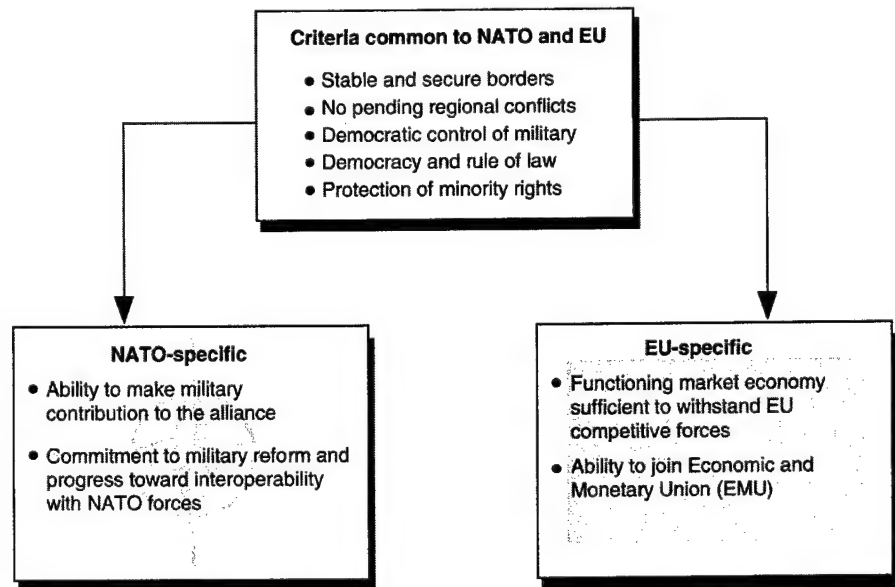 Criteria common to NATO and EU
• Stable and secure borders
• No pending regional conflicts
• Democratic control of military
• Democracy and rule of law
• Protection of minority rights
NATO-specific
• Ability to make military
contribution to the alliance
• Commitment to military reform and
progress toward interoperability
with NATO forces
EU-specific
• Functioning market economy
sufficient to withstand EU
competitive forces
• Ability to join Economic and
Monetary Union (EMU)